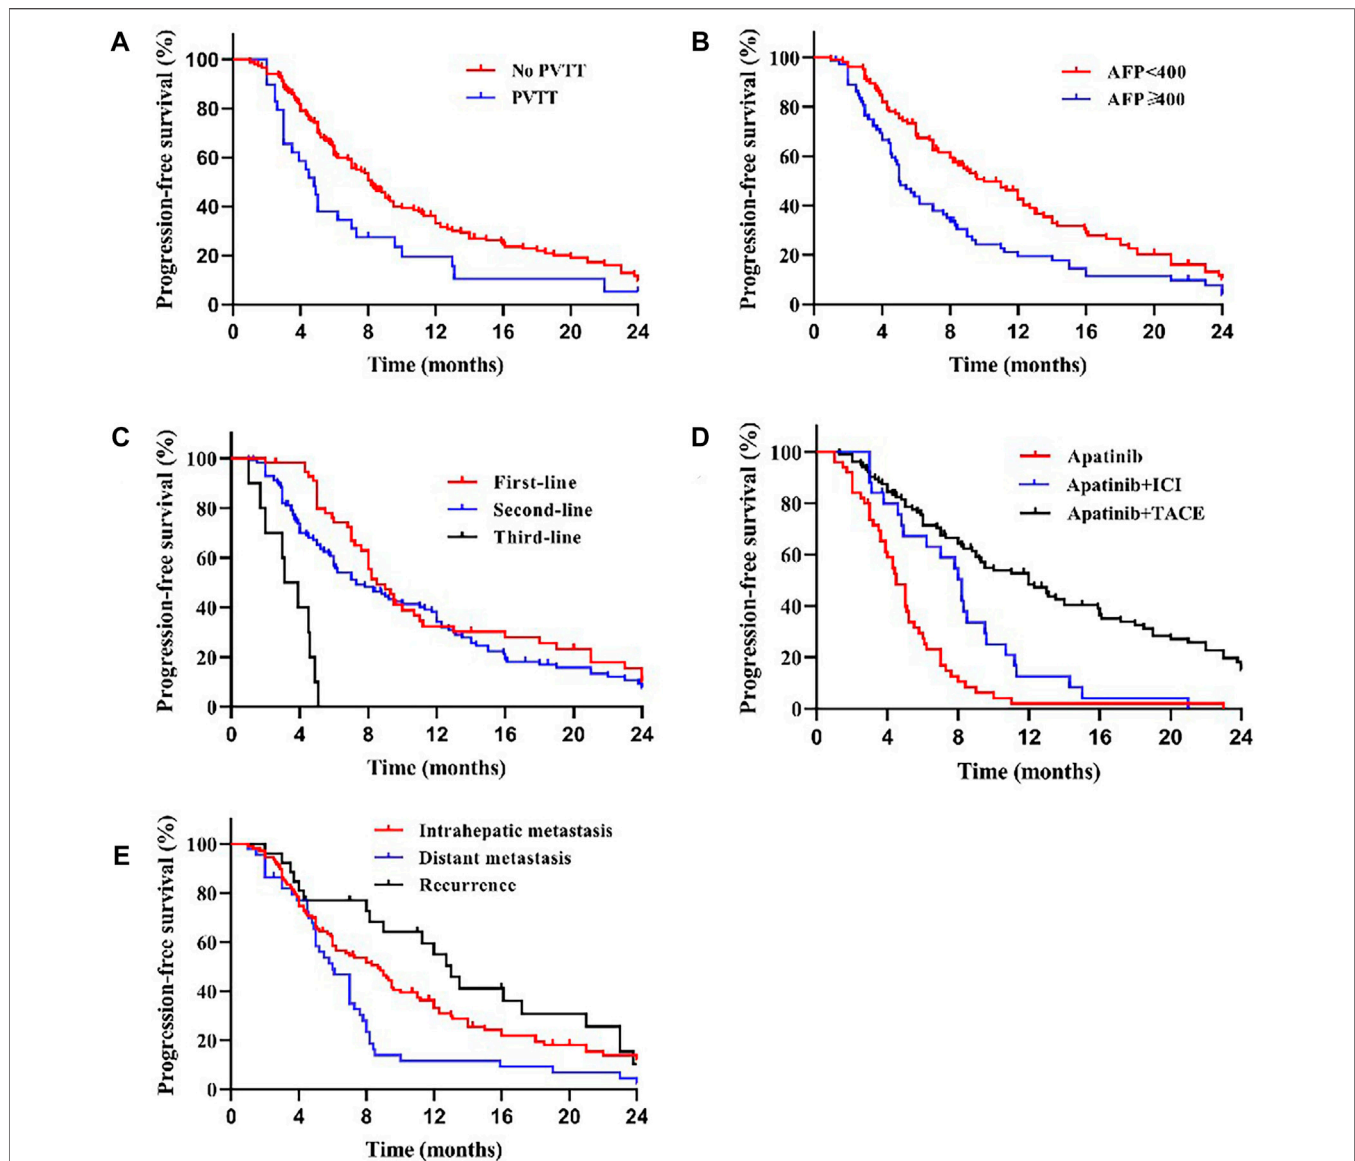 A
Progression-free survival (%)
100
80
60
40
20
0
0 4 8 12 16 20 24
Time (months)
No PVTT
PVTT
B
Progression-free survival (%)
100
80
60
40
20
0
0 4 8 12 16 20 24
Time (months)
AFP<400
AFP≥400
C
Progression-free survival (%)
100
80
60
40
20
0
0 4 8 12 16 20 24
Time (months)
First-line
Second-line
Third-line
D
Progression-free survival (%)
100
80
60
40
20
0
0 4 8 12 16 20 24
Time (months)
Apatinib
Apatinib+ICI
Apatinib+TACE
E
Progression-free survival (%)
100
80
60
40
20
0
0 4 8 12 16 20 24
Time (months)
Intrahepatic metastasis
Distant metastasis
Recurrence